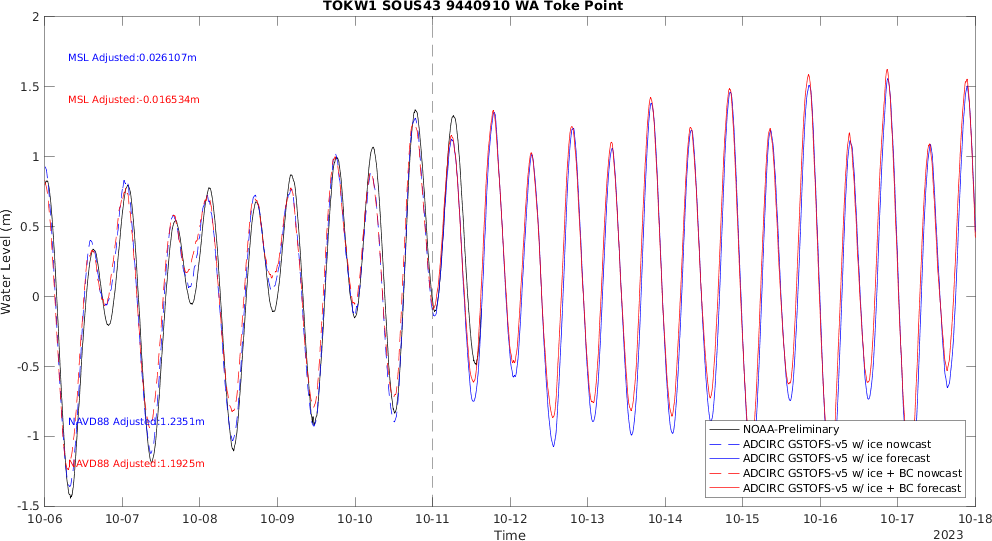 TOKW1 SOUS43 9440910 WA Toke Point
MSL Adjusted:0.026107m
MSL Adjusted:-0.016534m
NAVD88 Adjusted:1.2351m
NAVD88 Adjusted:1.1925m
Water Level (m)
2
1.5
1
0.5
0
-0.5
-1
-1.5
NOAA-Preliminary
ADCIRC GSTOFS-v5 w/ ice nowcast
ADCIRC GSTOFS-v5 w/ ice forecast
ADCIRC GSTOFS-v5 w/ ice + BC nowcast
ADCIRC GSTOFS-v5 w/ ice + BC forecast
10-06 10-07 10-08 10-09 10-10 10-11 10-12 10-13 10-14 10-15 10-16 10-17 10-18
Time
2023